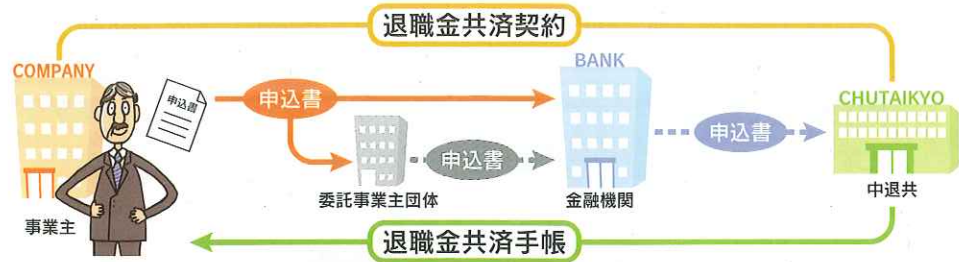 退職金共済契約
COMPANY
BANK
申込書
申込書
CHUTAIKYO
申込書
申込書
委託事業主団体
金融機関
中退共
事業主
退職金共済手帳